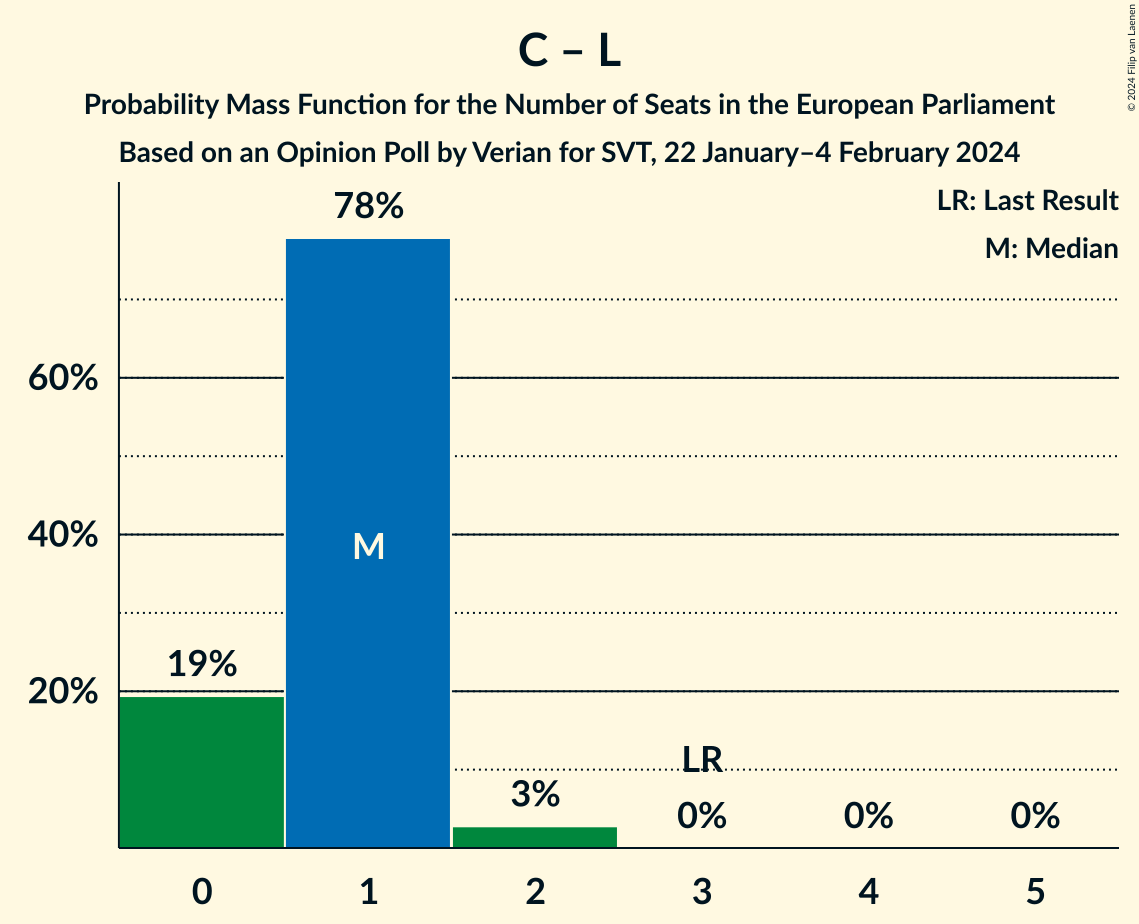 C – L
Probability Mass Function for the Number of Seats in the European Parliament
Based on an Opinion Poll by Verian for SVT, 22 January–4 February 2024
© 2024 Filip van Laenen
LR: Last Result
M: Median
78%
60%
40%
M
19%
20%
LR
3%
0%
0%
0%
0
1
2
3
4
5